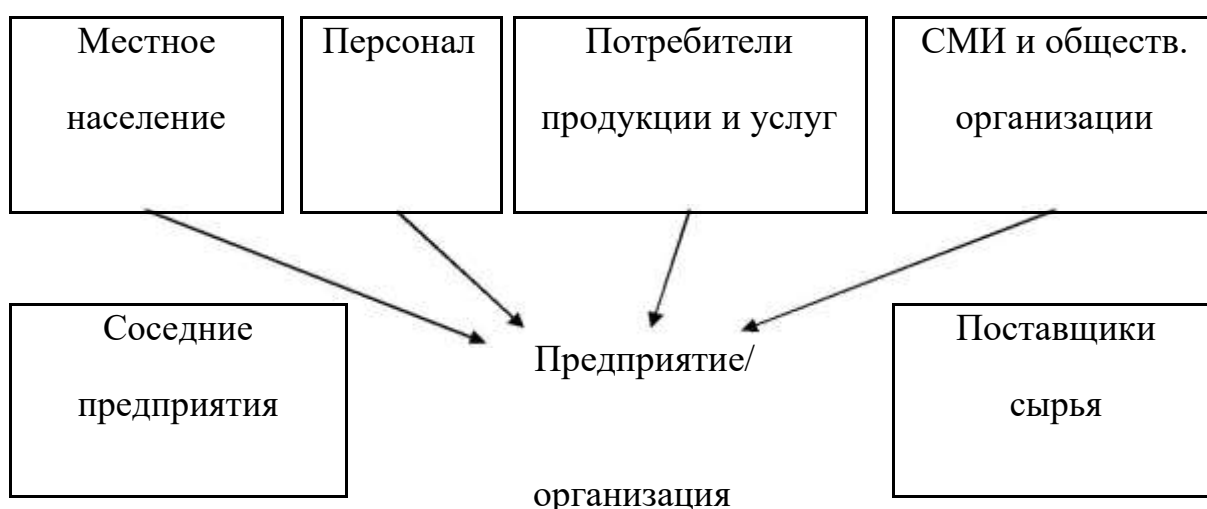 Местное
население
Персонал
Потребители
продукции и услуг
СМИ и обществ.
организации
Соседние
предприятия
Предприятие/
организация
Поставщики
сырья